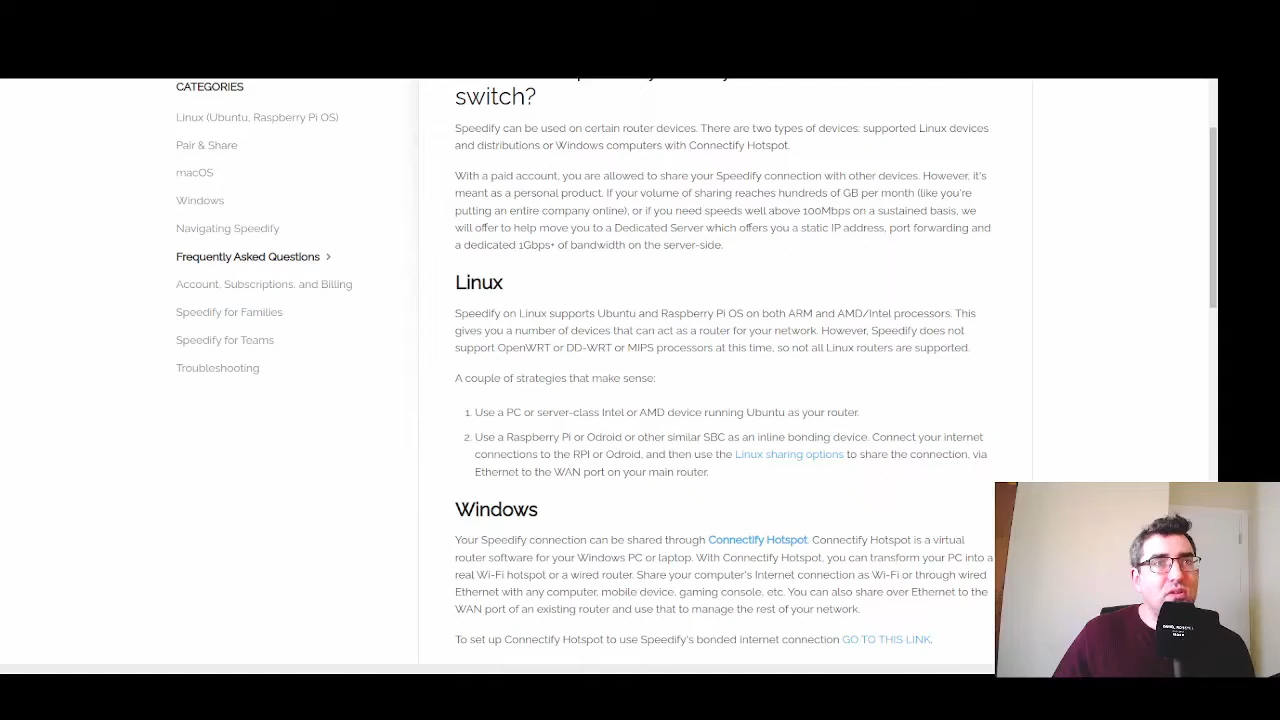 CATEGORIES
Linux (Ubuntu, Raspberry Pi OS)
Pair & Share
macOS
Windows
Navigating Speedify
Frequently Asked Questions
Account, Subscriptions, and Billing
Speedify for Families
Speedify for Teams
Troubleshooting
switch?
Speedify can be used on certain router devices. There are two types of devices: supported Linux devices
and distributions or Windows computers with Connectify Hotspot.
With a paid account, you are allowed to share your Speedify connection with other devices. However, it's
meant as a personal product. If your volume of sharing reaches hundreds of GB per month (like you're
putting an entire company online), or if you need speeds well above 100Mbps on a sustained basis, we
will offer to help move you to a Dedicated Server which offers you a static IP address, port forwarding and
a dedicated 1Gbps+ of bandwidth on the server-side.
Linux
Speedify on Linux supports Ubuntu and Raspberry Pi OS on both ARM and AMD/Intel processors. This
gives you a number of devices that can act as a router for your network. However, Speedify does not
support OpenWRT or DD-WRT or MIPS processors at this time, so not all Linux routers are supported.
A couple of strategies that make sense:
1. Use a PC or server-class Intel or AMD device running Ubuntu as your router.
2. Use a Raspberry Pi or Odroid or other similar SBC as an inline bonding device. Connect your internet
connections to the RPI or Odroid, and then use the Linux sharing options to share the connection, via
Ethernet to the WAN port on your main router.
Windows
Your Speedify connection can be shared through Connectify Hotspot. Connectify Hotspot is a virtual
router software for your Windows PC or laptop. With Connectify Hotspot, you can transform your PC into a
real Wi-Fi hotspot or a wired router. Share your computer's Internet connection as Wi-Fi or through wired
Ethernet with any computer, mobile device, gaming console, etc. You can also share over Ethernet to the
WAN port of an existing router and use that to manage the rest of your network.
To set up Connectify Hotspot to use Speedify's bonded internet connection GO TO THIS LINK.